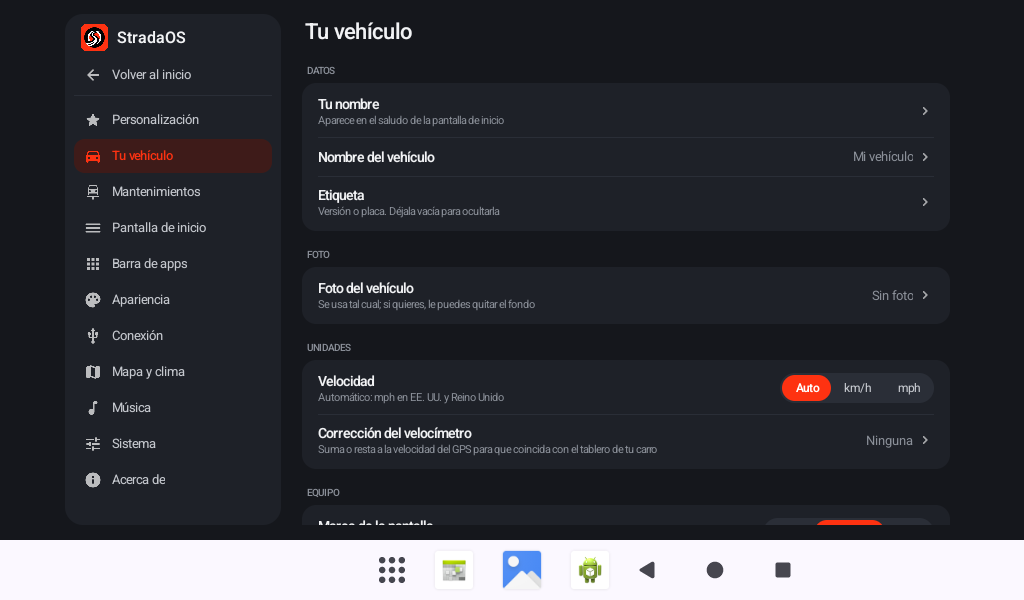 StradaOS
Volver al inicio
Personalización
Tu vehículo
Mantenimientos
Pantalla de inicio
Barra de apps
Apariencia
Conexión
Mapa y clima
Música
Sistema
Acerca de
Tu vehículo
DATOS
Tu nombre
Aparece en el saludo de la pantalla de inicio
Nombre del vehículo
Mi vehículo
Etiqueta
Versión o placa. Déjala vacía para ocultarla
FOTO
Foto del vehículo
Se usa tal cual; si quieres, le puedes quitar el fondo
Sin foto
UNIDADES
Velocidad
Automático: mph en EE. UU. y Reino Unido
Auto km/h mph
Corrección del velocímetro
Suma o resta a la velocidad del GPS para que coincida con el tablero de tu carro
Ninguna
EQUIPO
Marca de la pantalla